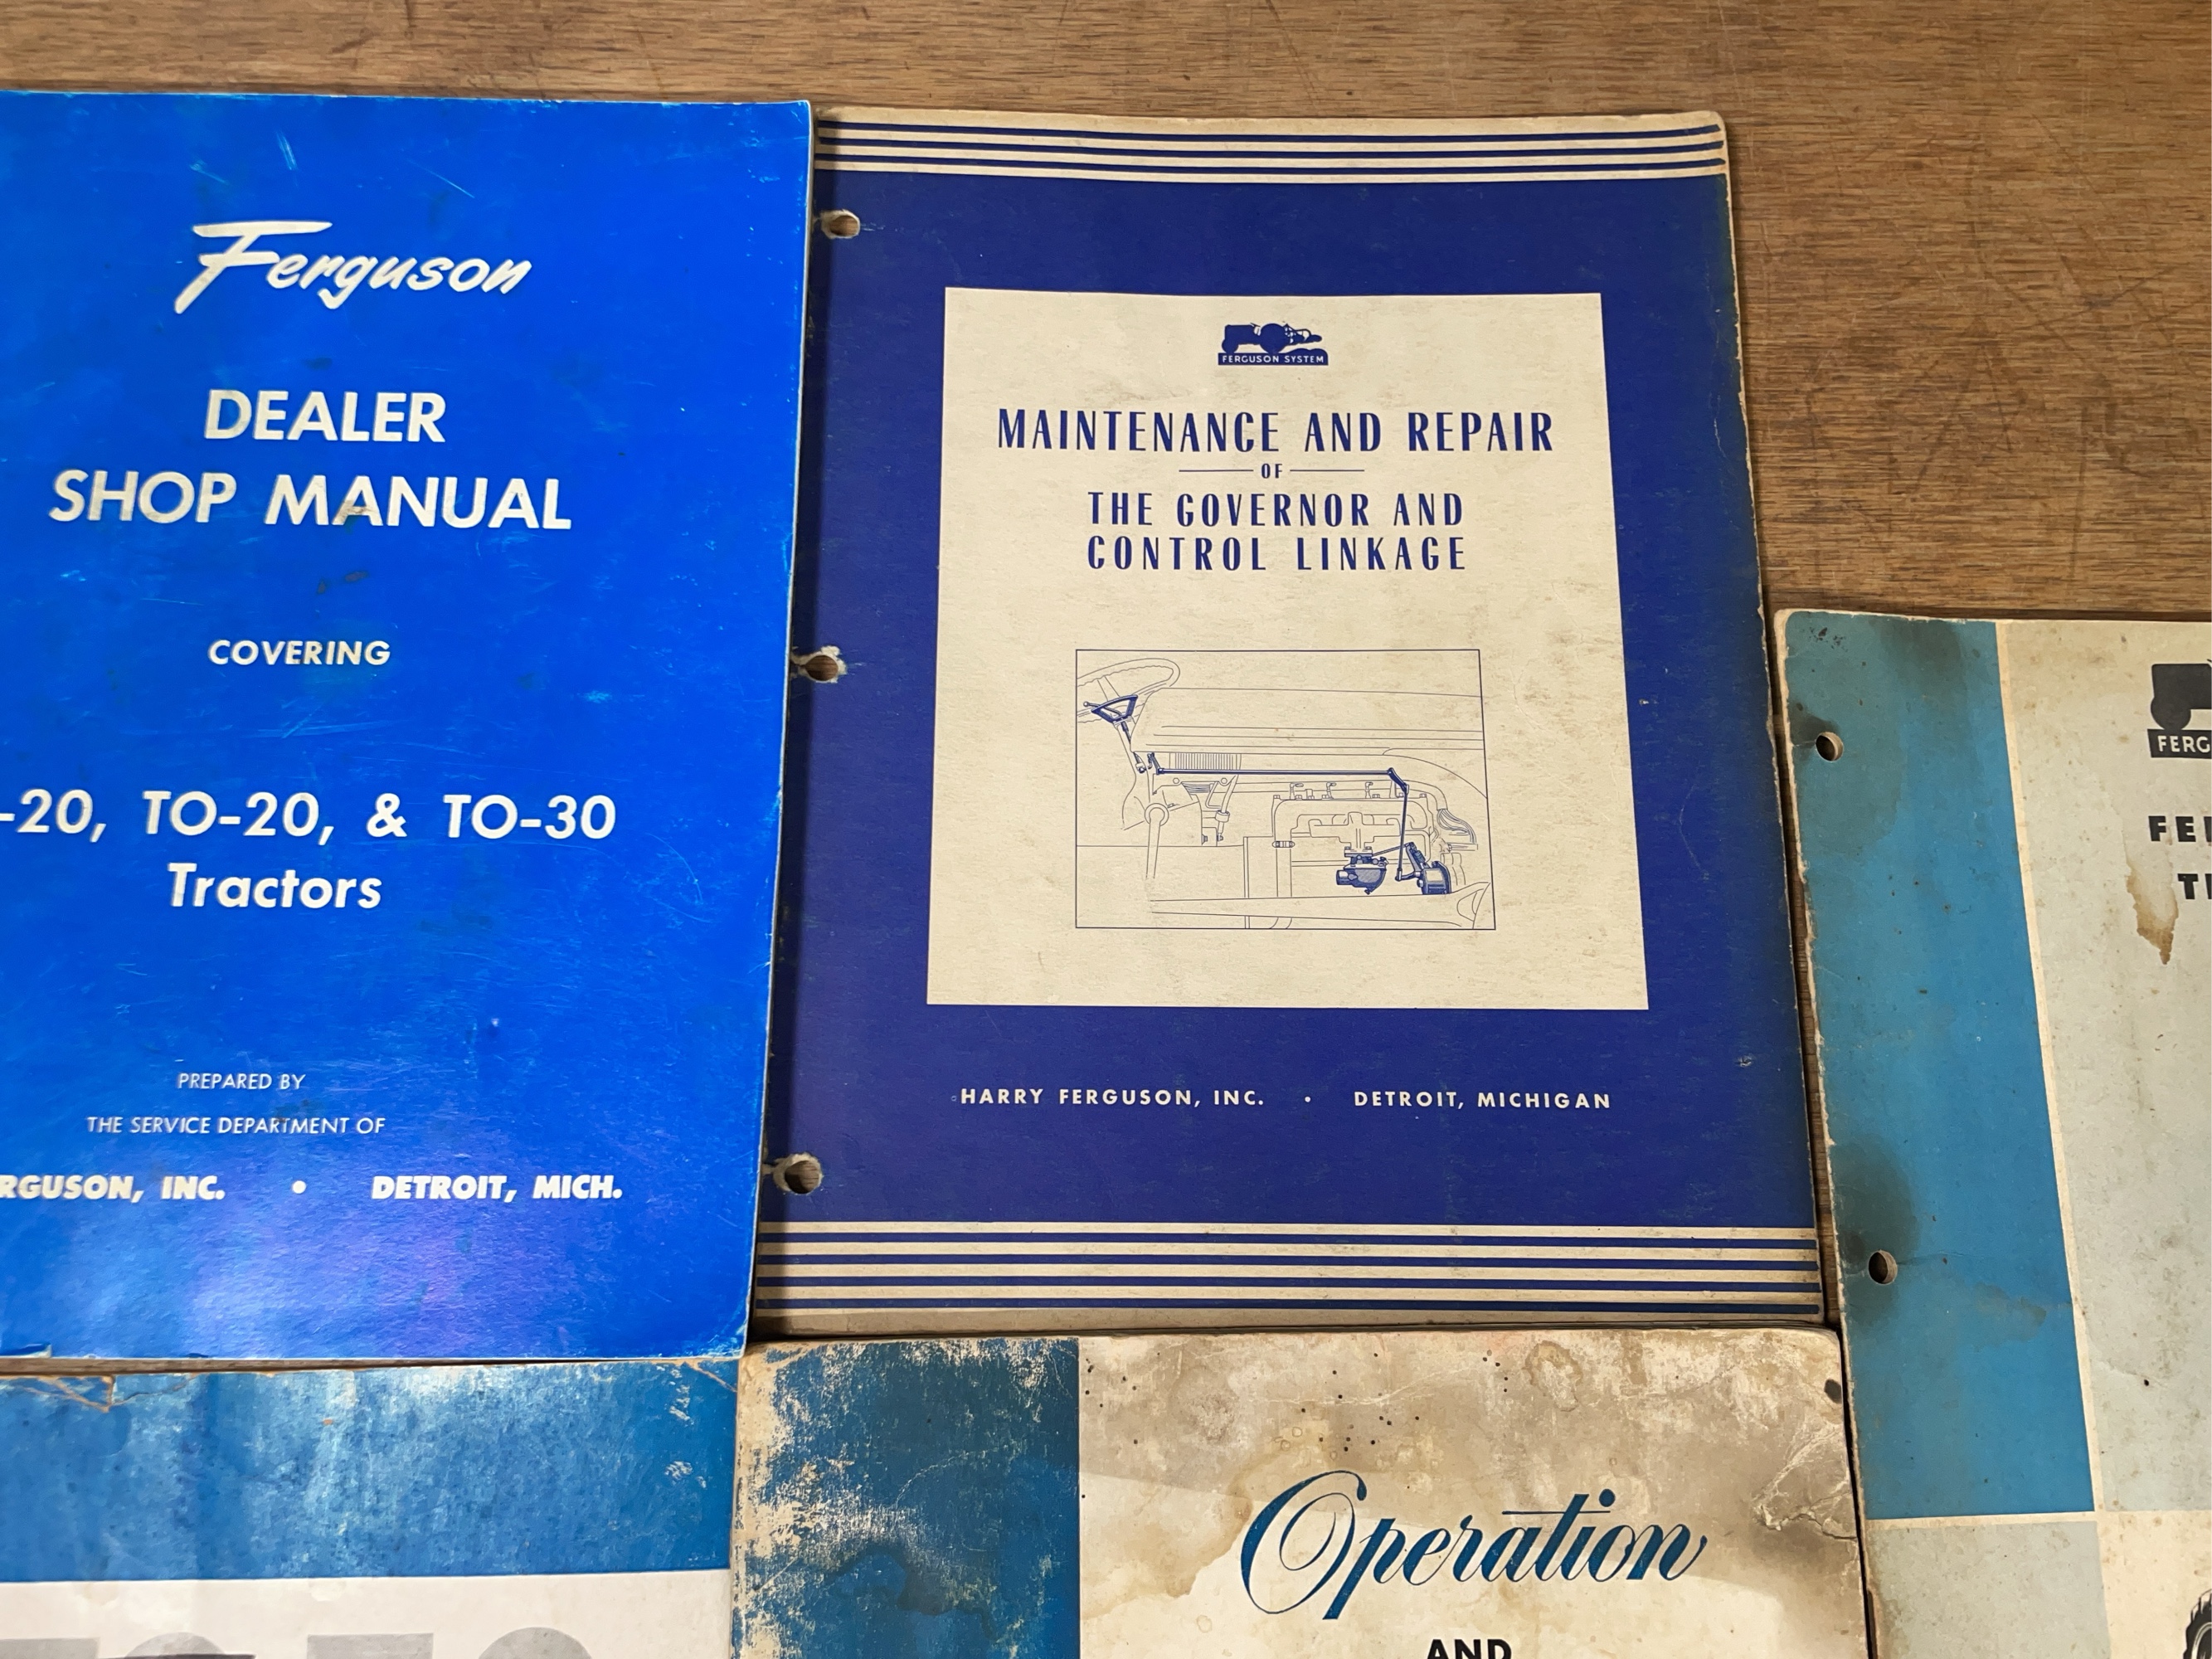 Ferguson
DEALER
SHOP MANUAL
COVERING
-20, TO-20, & TO-30
Tractors
PREPARED BY
THE SERVICE DEPARTMENT OF
RGUSON, INC. • DETROIT, MICH.
FERGUSON SYSTEM
MAINTENANCE AND REPAIR
OF
THE GOVERNOR AND
CONTROL LINKAGE
HARRY FERGUSON, INC. • DETROIT, MICHIGAN
FERG
FE
Operation
AND